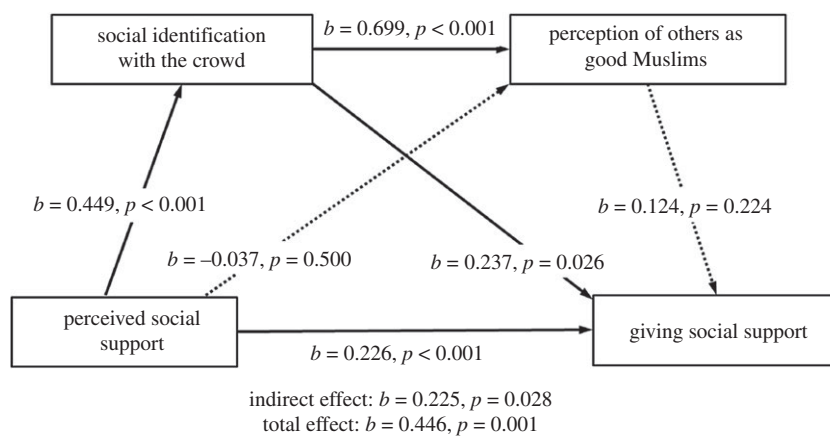 social identification
with the crowd
b = 0.699, p < 0.001
perception of others as
good Muslims
b = 0.449, p < 0.001
b = 0.124, p = 0.224
b = –0.037, p = 0.500
b = 0.237, p = 0.026
perceived social
support
giving social support
b = 0.226, p < 0.001
indirect effect: b = 0.225, p = 0.028
total effect: b = 0.446, p = 0.001